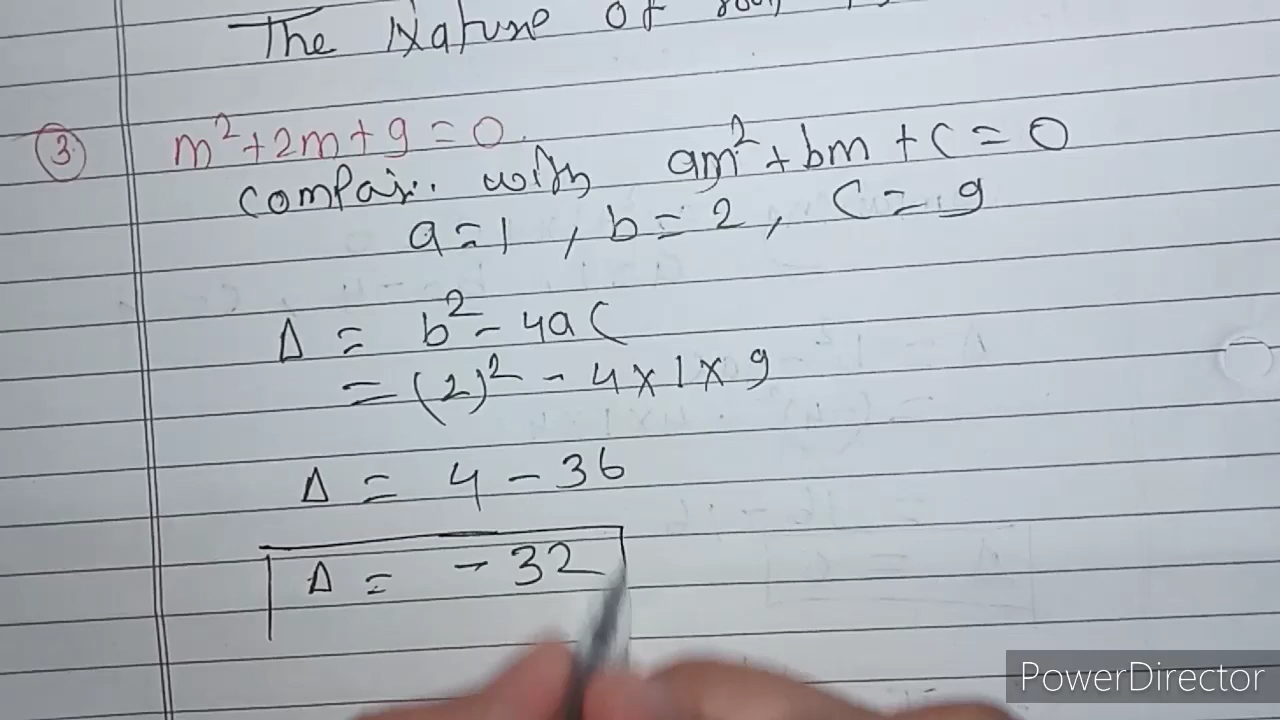 The Nature of
③ m²+2m+9=0.
compair. with am²+bm+c=0
a=1, b=2, c=9
Δ = b²-4ac
= (2)² - 4×1×9
Δ = 4 - 36
Δ = -32
PowerDirector